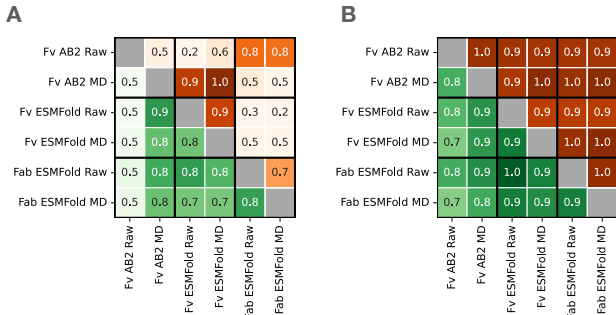 A
B
Fv AB2 Raw 0.5 0.2 0.6 0.8 0.8
Fv AB2 MD 0.5 0.9 1.0 0.5 0.5
Fv ESMFold Raw 0.5 0.9 0.9 0.3 0.2
Fv ESMFold MD 0.5 0.8 0.8 0.5 0.5
Fab ESMFold Raw 0.5 0.8 0.8 0.8 0.7
Fab ESMFold MD 0.5 0.8 0.7 0.7 0.8
Fv AB2 Raw
Fv AB2 MD
Fv ESMFold Raw
Fv ESMFold MD
Fab ESMFold Raw
Fab ESMFold MD
Fv AB2 Raw 1.0 0.9 0.9 0.9 0.9
Fv AB2 MD 0.8 0.9 1.0 1.0 1.0
Fv ESMFold Raw 0.8 0.9 0.9 0.9 0.9
Fv ESMFold MD 0.7 0.9 0.9 1.0 1.0
Fab ESMFold Raw 0.8 0.9 1.0 0.9 1.0
Fab ESMFold MD 0.7 0.8 0.9 0.9 0.9
Fv AB2 Raw
Fv AB2 MD
Fv ESMFold Raw
Fv ESMFold MD
Fab ESMFold Raw
Fab ESMFold MD